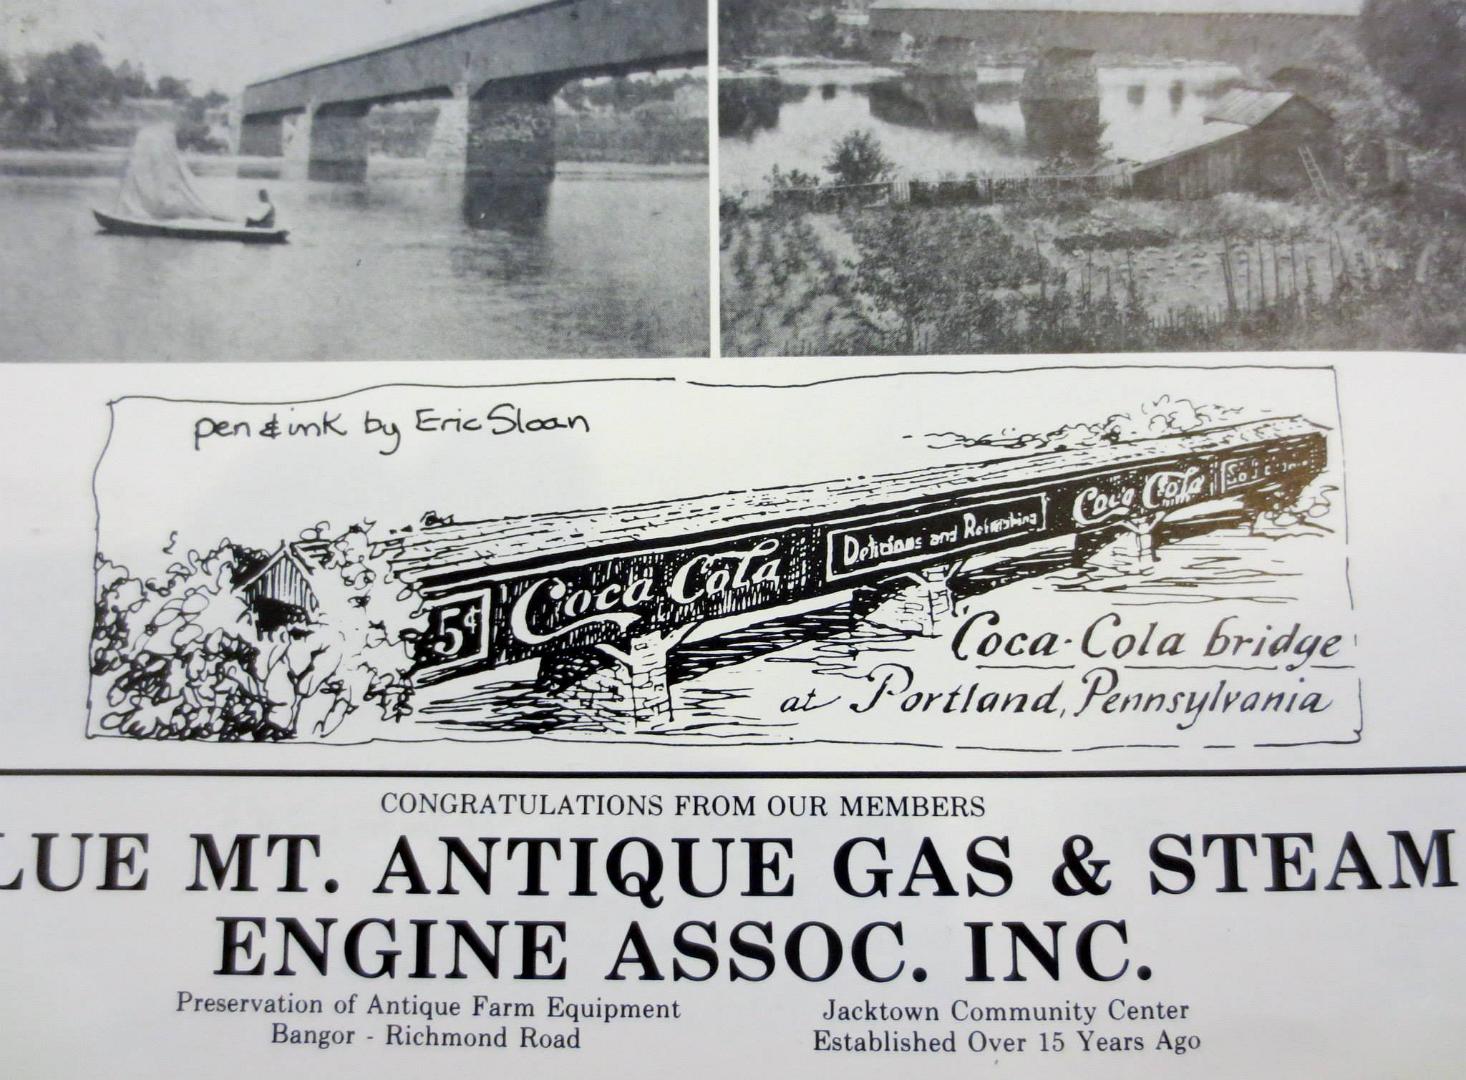 pen & ink by Eric Sloan
5¢
Coca Cola
Delicious and Refreshing
Coca Cola
Coca-Cola bridge
at Portland, Pennsylvania
CONGRATULATIONS FROM OUR MEMBERS
LUE MT. ANTIQUE GAS & STEAM
ENGINE ASSOC. INC.
Preservation of Antique Farm Equipment
Bangor - Richmond Road
Jacktown Community Center
Established Over 15 Years Ago